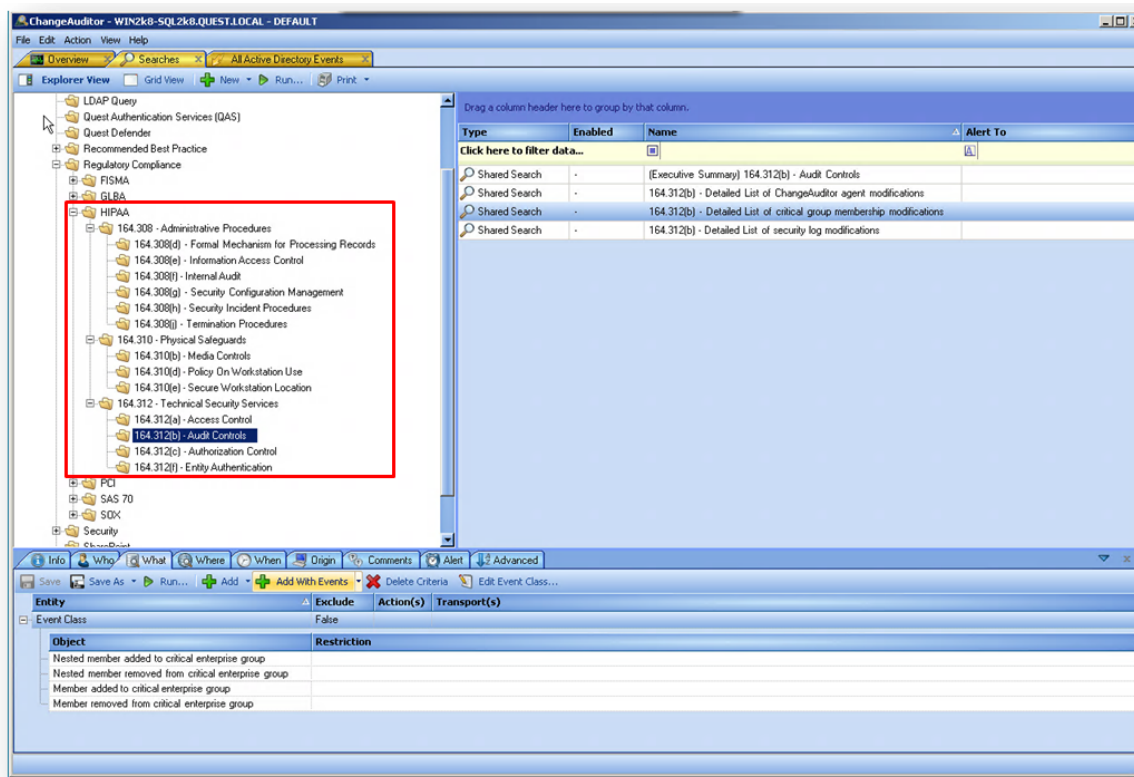 ChangeAuditor - WIN2k8-SQL2k8.QUEST.LOCAL - DEFAULT
File Edit Action View Help
Overview Searches All Active Directory Events
Explorer View Grid View New Run... Print
LDAP Query
Quest Authentication Services (QAS)
Quest Defender
Recommended Best Practice
Regulatory Compliance
FISMA
GLBA
HIPAA
164.308 - Administrative Procedures
164.308(d) - Formal Mechanism for Processing Records
164.308(e) - Information Access Control
164.308(f) - Internal Audit
164.308(g) - Security Configuration Management
164.308(h) - Security Incident Procedures
164.308(j) - Termination Procedures
164.310 - Physical Safeguards
164.310(b) - Media Controls
164.310(d) - Policy On Workstation Use
164.310(e) - Secure Workstation Location
164.312 - Technical Security Services
164.312(a) - Access Control
164.312(b) - Audit Controls
164.312(c) - Authorization Control
164.312(f) - Entity Authentication
PCI
SAS 70
SOX
Security
SharePoint
Drag a column header here to group by that column.
Type Enabled Name Alert To
Click here to filter data...
Shared Search - (Executive Summary) 164.312(b) - Audit Controls
Shared Search - 164.312(b) - Detailed List of ChangeAuditor agent modifications
Shared Search - 164.312(b) - Detailed List of critical group membership modifications
Shared Search - 164.312(b) - Detailed List of security log modifications
Info Who What Where When Origin Comments Alert Advanced
Save Save As Run... Add Add With Events Delete Criteria Edit Event Class...
Entity Exclude Action(s) Transport(s)
Event Class False
Object Restriction
Nested member added to critical enterprise group
Nested member removed from critical enterprise group
Member added to critical enterprise group
Member removed from critical enterprise group